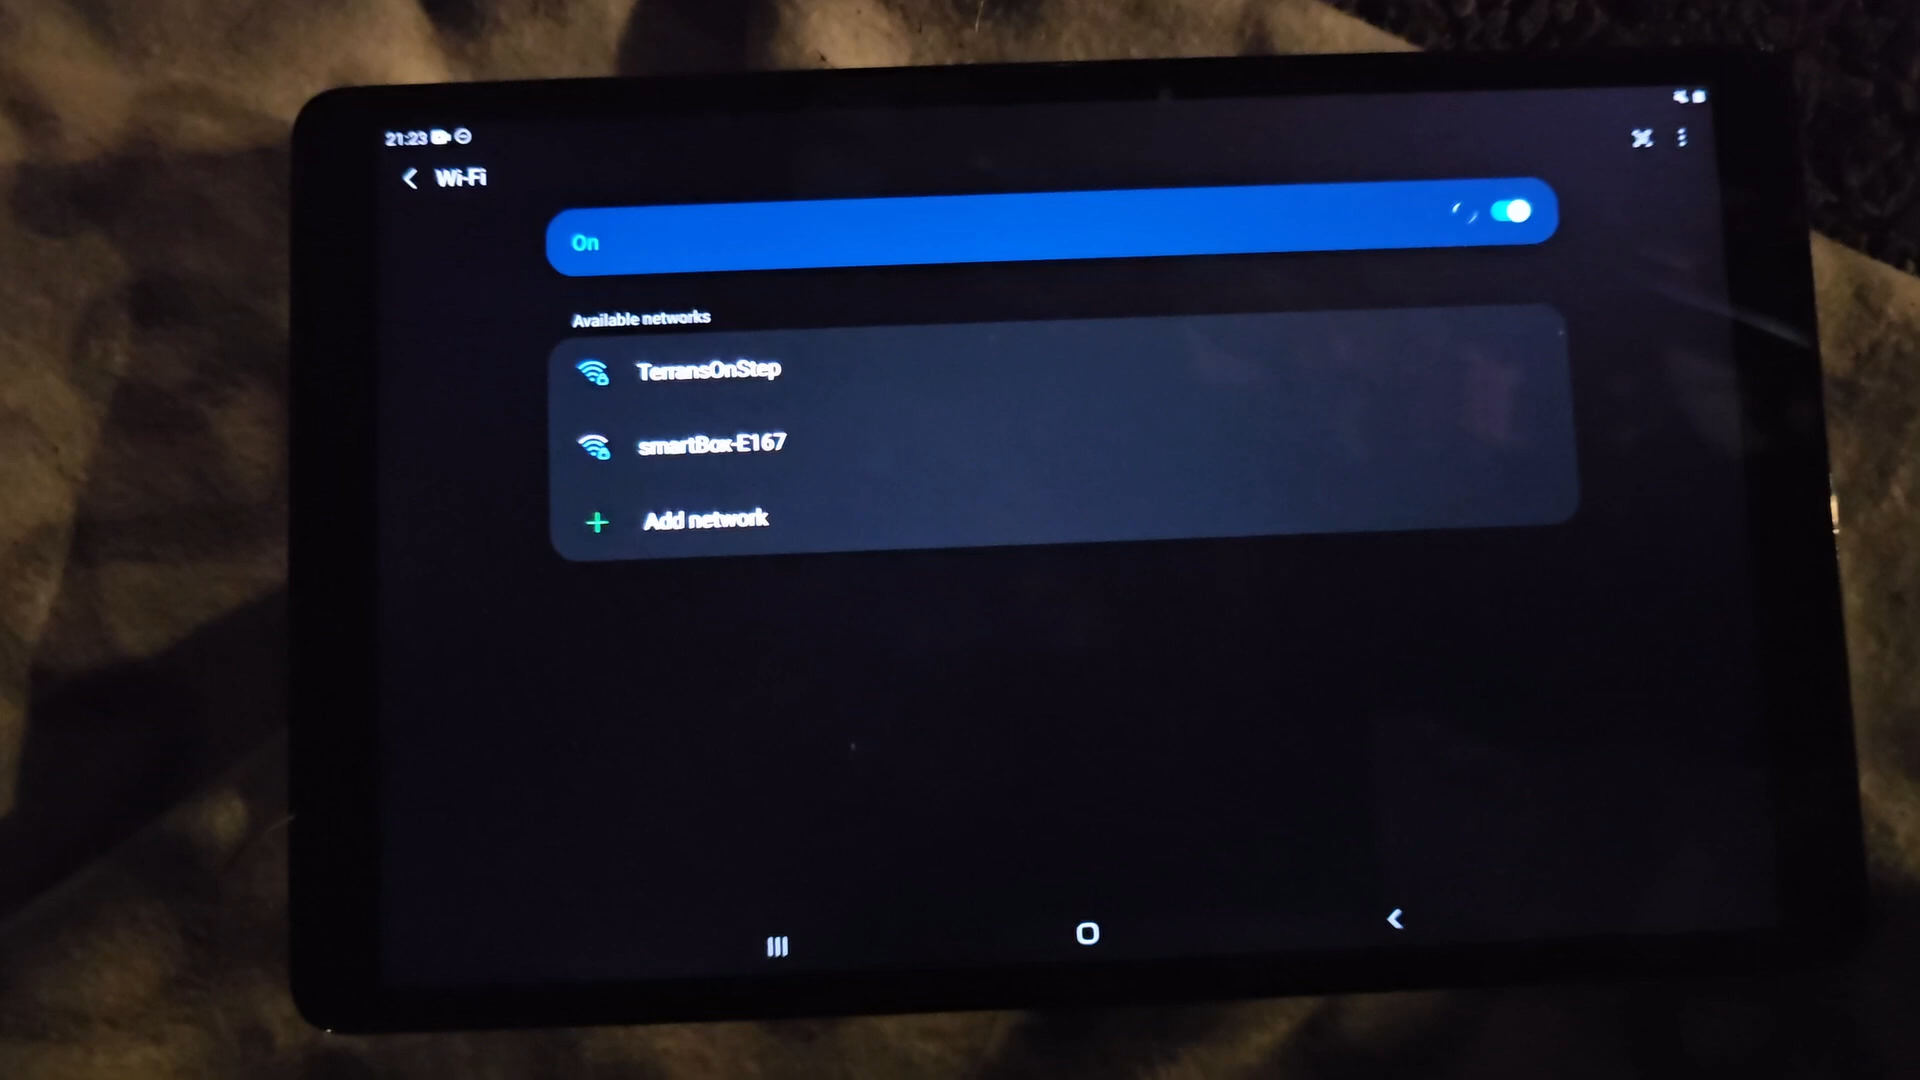 21:23
Wi-Fi
On
Available networks
TerransOnStep
smartBox-E167
Add network